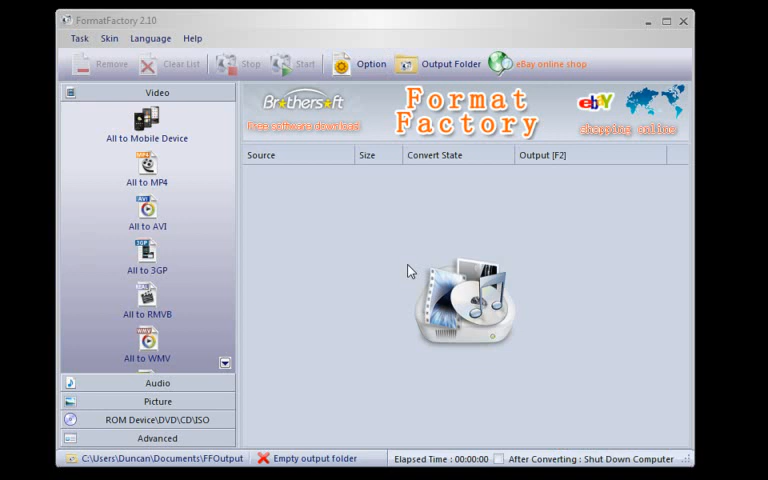 FormatFactory 2.10
Task Skin Language Help
Remove Clear List Stop Start Option Output Folder eBay online shop
Video
All to Mobile Device
MP4
All to MP4
AVI
All to AVI
3GP
All to 3GP
All to RMVB
WMV
All to WMV
Audio
Picture
ROM Device\DVD\CD\ISO
Advanced
Brothersoft
Free software download
Format
Factory
ebY
shopping online
Source Size Convert State Output [F2]
C:\Users\Duncan\Documents\FFOutput Empty output folder Elapsed Time : 00:00:00 After Converting : Shut Down Computer